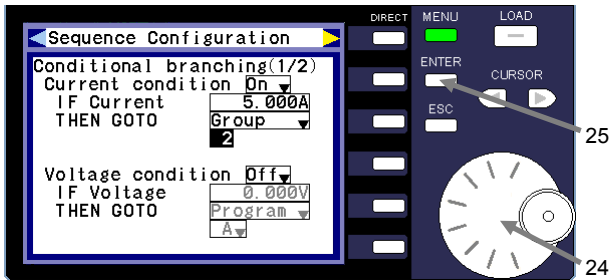 Sequence Configuration
Conditional branching(1/2)
Current condition On
IF Current 5.000A
THEN GOTO Group
2
Voltage condition Off
IF Voltage 0.000V
THEN GOTO Program
A
DIRECT
MENU
LOAD
ENTER
CURSOR
ESC
25
24